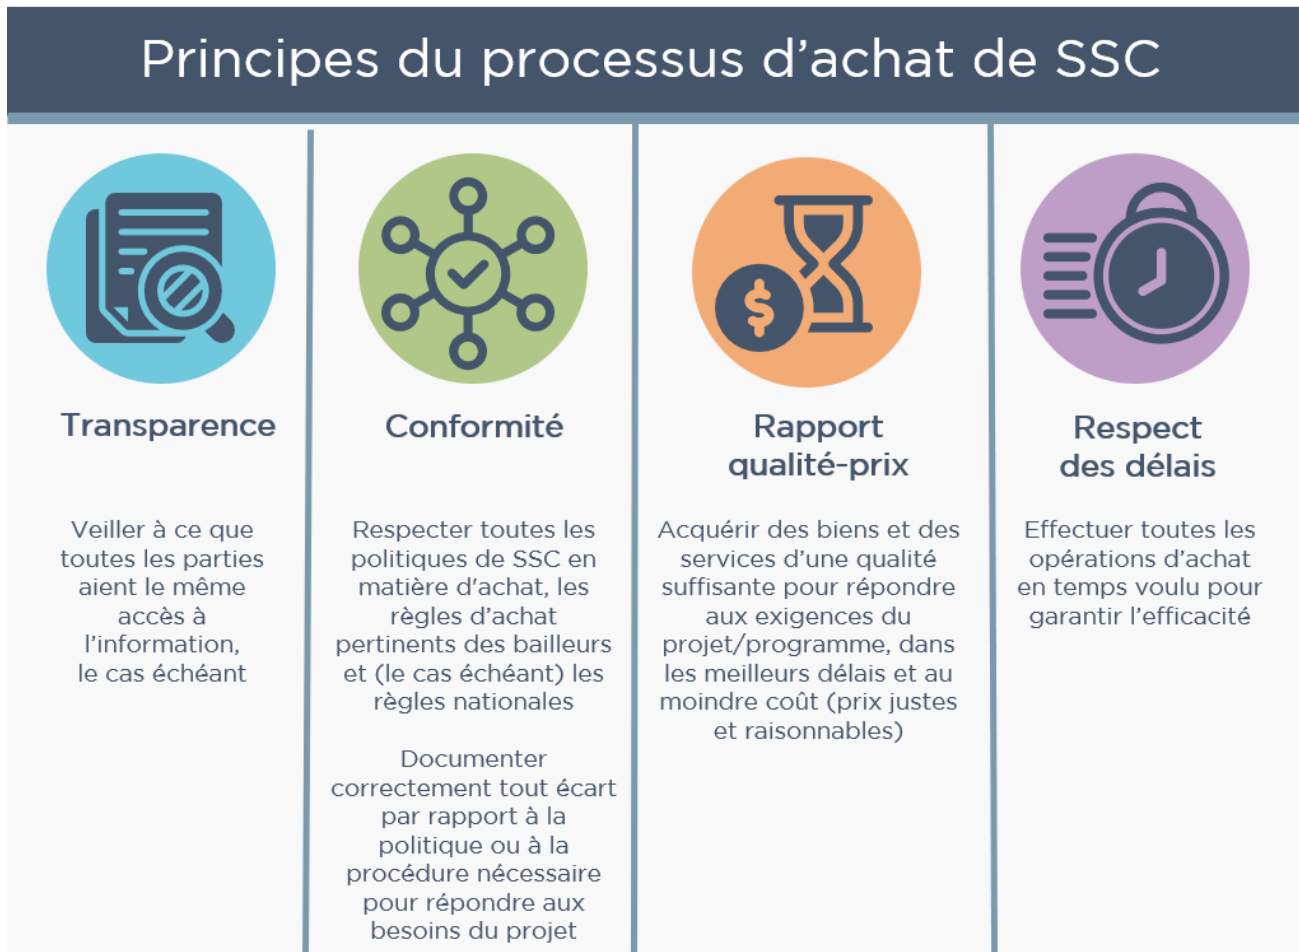 Principes du processus d’achat de SSC
Transparence
Veiller à ce que
toutes les parties
aient le même
accès à
l’information,
le cas échéant
Conformité
Respecter toutes les
politiques de SSC en
matière d'achat, les
règles d’achat
pertinents des bailleurs
et (le cas échéant) les
règles nationales
Documenter
correctement tout écart
par rapport à la
politique ou à la
procédure nécessaire
pour répondre aux
besoins du projet
Rapport
qualité-prix
Acquérir des biens et des
services d’une qualité
suffisante pour répondre
aux exigences du
projet/programme, dans
les meilleurs délais et au
moindre coût (prix justes
et raisonnables)
$
Respect
des délais
Effectuer toutes les
opérations d’achat
en temps voulu pour
garantir l’efficacité